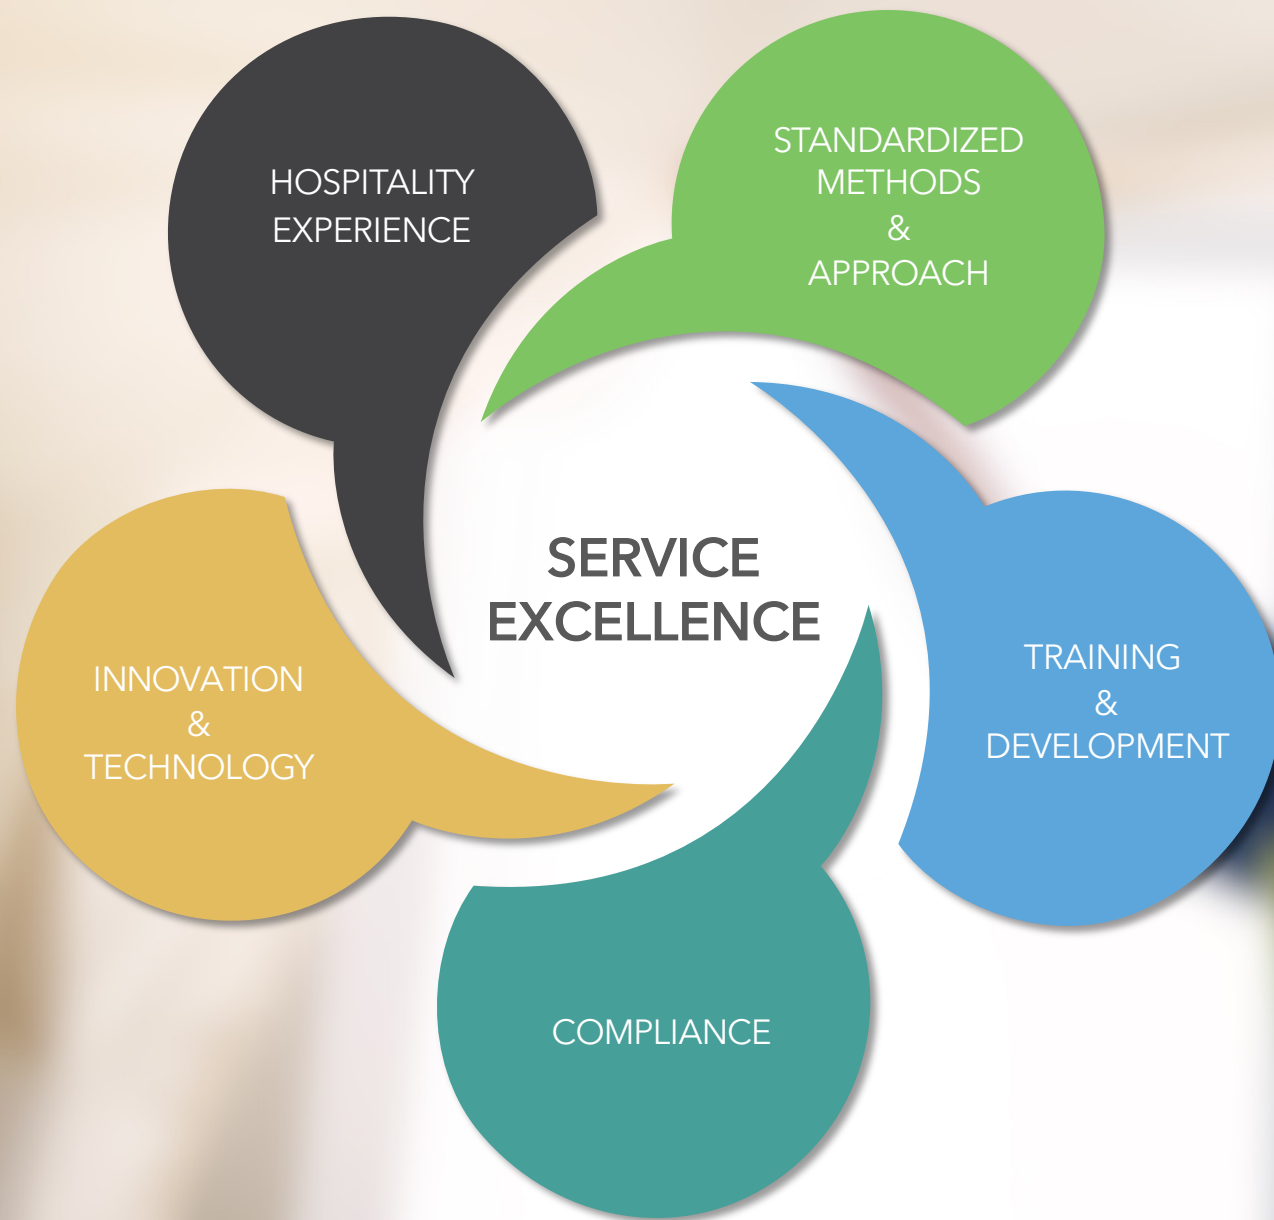 HOSPITALITY
EXPERIENCE
STANDARDIZED
METHODS
&
APPROACH
SERVICE
EXCELLENCE
TRAINING
&
DEVELOPMENT
INNOVATION
&
TECHNOLOGY
COMPLIANCE